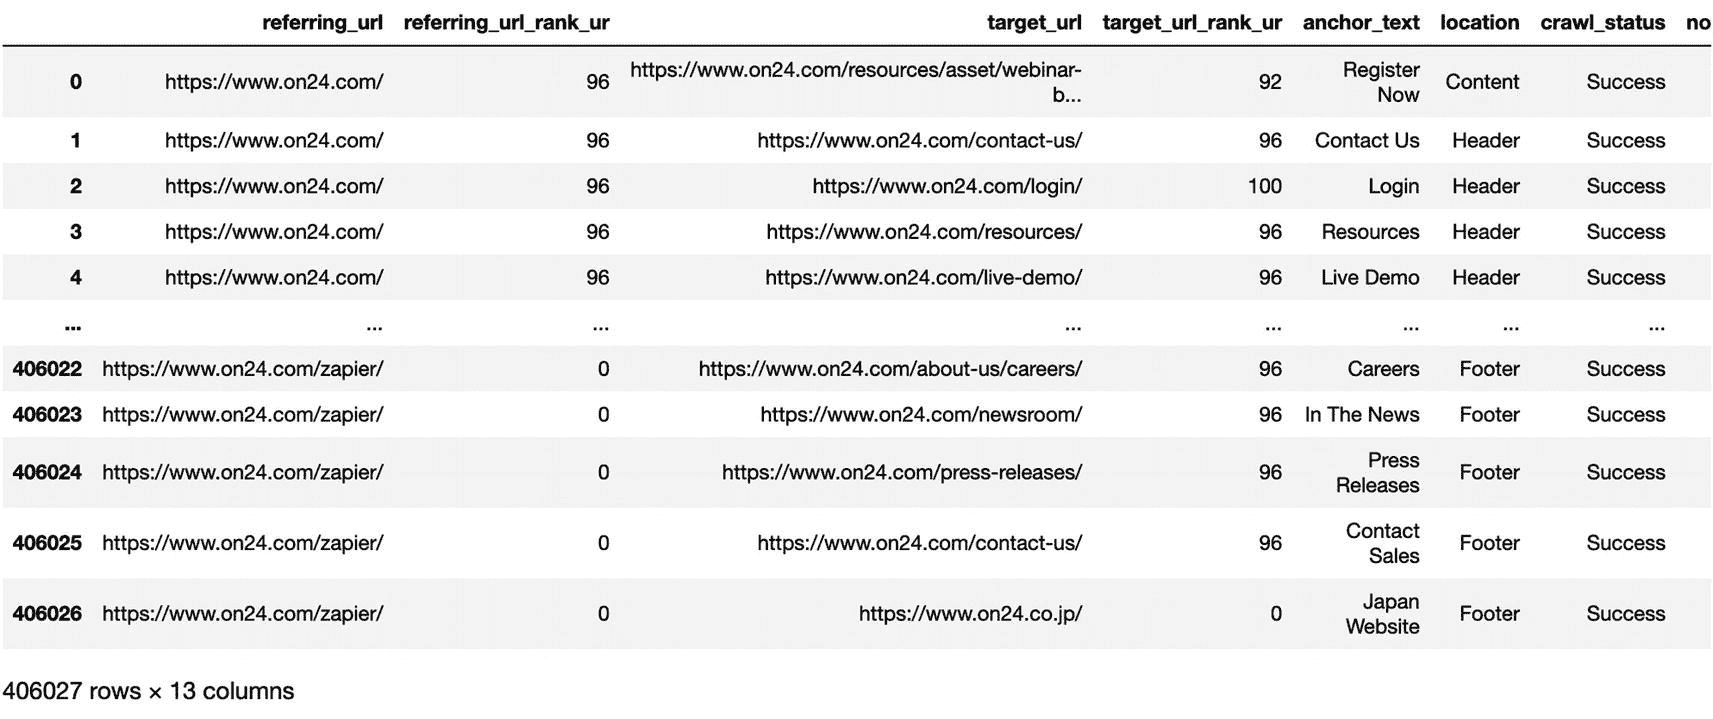 referring_url referring_url_rank_ur target_url target_url_rank_ur anchor_text location crawl_status no
0 https://www.on24.com/ 96 https://www.on24.com/resources/asset/webinar-b... 92 Register Now Content Success
1 https://www.on24.com/ 96 https://www.on24.com/contact-us/ 96 Contact Us Header Success
2 https://www.on24.com/ 96 https://www.on24.com/login/ 100 Login Header Success
3 https://www.on24.com/ 96 https://www.on24.com/resources/ 96 Resources Header Success
4 https://www.on24.com/ 96 https://www.on24.com/live-demo/ 96 Live Demo Header Success
... ... ... ... ... ... ... ...
406022 https://www.on24.com/zapier/ 0 https://www.on24.com/about-us/careers/ 96 Careers Footer Success
406023 https://www.on24.com/zapier/ 0 https://www.on24.com/newsroom/ 96 In The News Footer Success
406024 https://www.on24.com/zapier/ 0 https://www.on24.com/press-releases/ 96 Press Releases Footer Success
406025 https://www.on24.com/zapier/ 0 https://www.on24.com/contact-us/ 96 Contact Sales Footer Success
406026 https://www.on24.com/zapier/ 0 https://www.on24.co.jp/ 0 Japan Website Footer Success
406027 rows × 13 columns